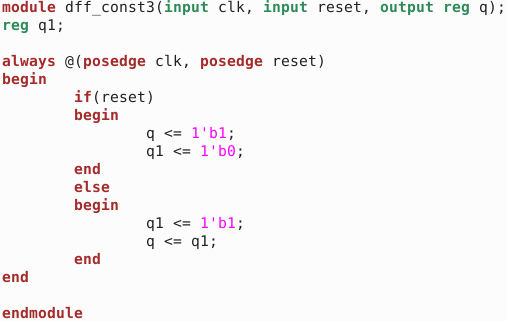 module dff_const3(input clk, input reset, output reg q);
reg q1;

always @(posedge clk, posedge reset)
begin
        if(reset)
        begin
                q <= 1'b1;
                q1 <= 1'b0;
        end
        else
        begin
                q1 <= 1'b1;
                q <= q1;
        end
end

endmodule